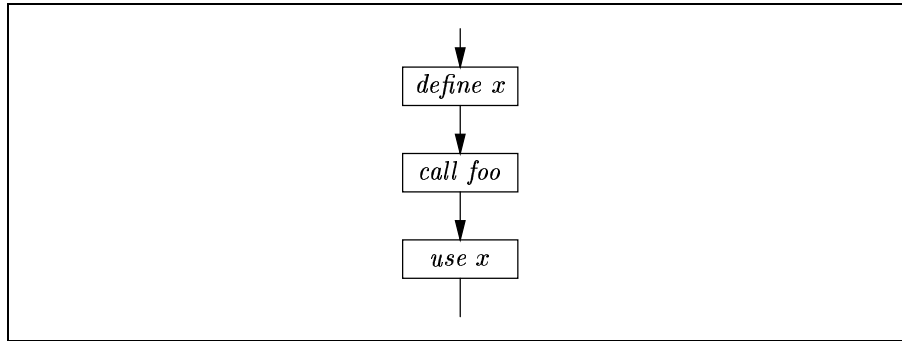 define x
call foo
use x